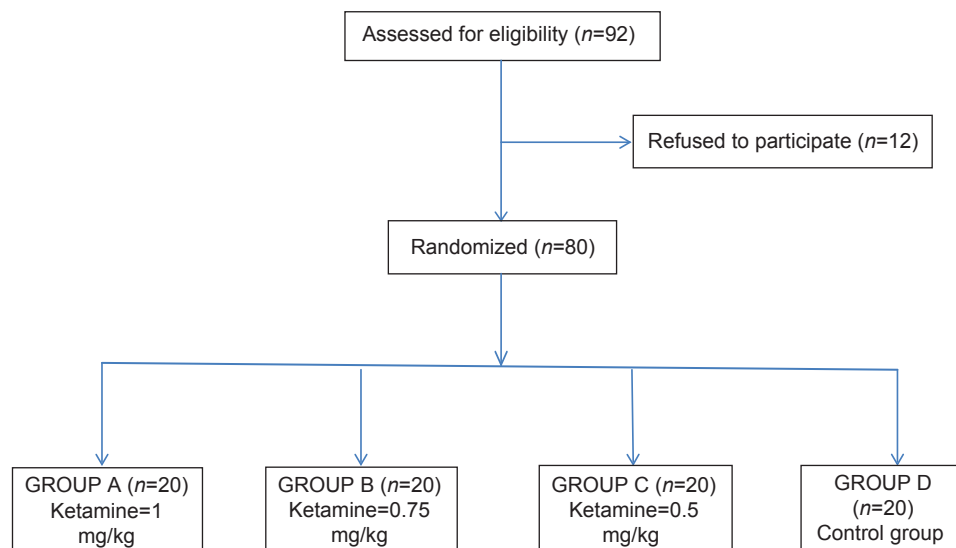 Assessed for eligibility (n=92)
Refused to participate (n=12)
Randomized (n=80)
GROUP A (n=20)
Ketamine=1
mg/kg
GROUP B (n=20)
Ketamine=0.75
mg/kg
GROUP C (n=20)
Ketamine=0.5
mg/kg
GROUP D
(n=20)
Control group